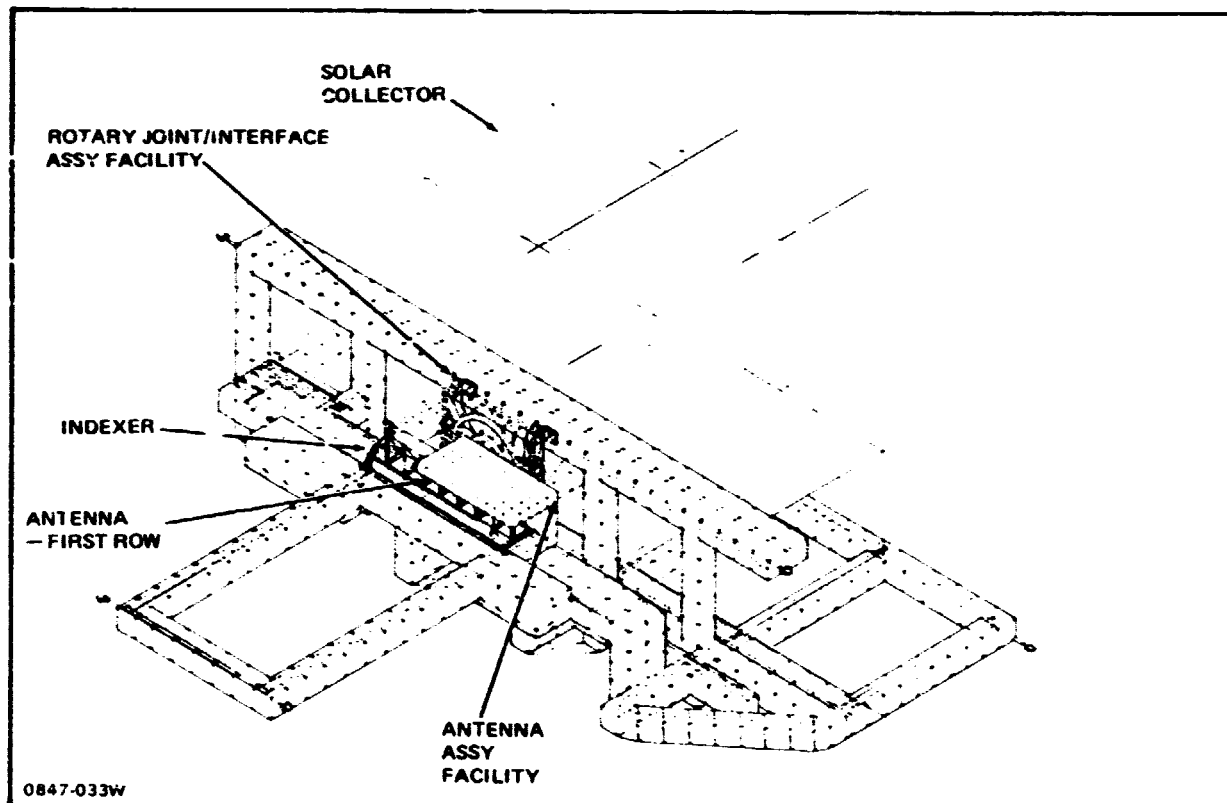 SOLAR
COLLECTOR
ROTARY JOINT/INTERFACE
ASSY FACILITY
INDEXER
ANTENNA
— FIRST ROW
ANTENNA
ASSY
FACILITY
0847-033W